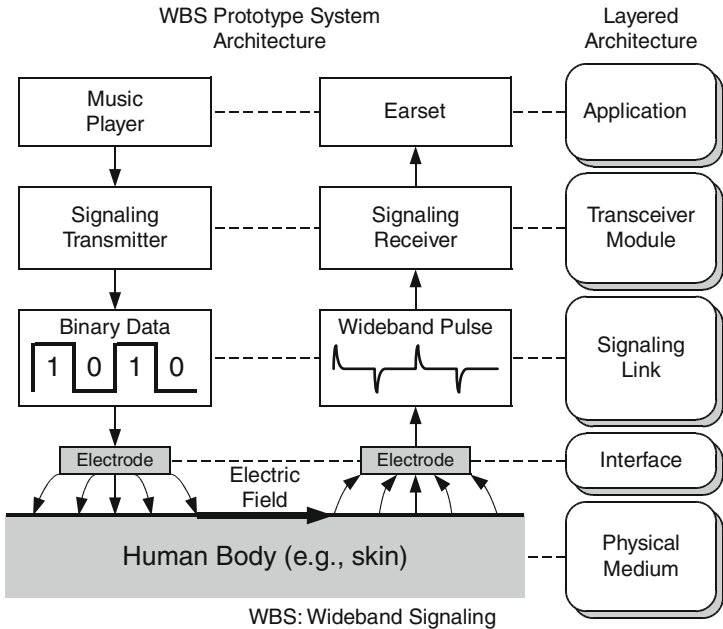 WBS Prototype System
Architecture
Layered
Architecture
Music
Player
Earset
Application
Signaling
Transmitter
Signaling
Receiver
Transceiver
Module
Binary Data
1 0 1 0
Wideband Pulse
Signaling
Link
Electrode
Electrode
Interface
Electric
Field
Human Body (e.g., skin)
Physical
Medium
WBS: Wideband Signaling